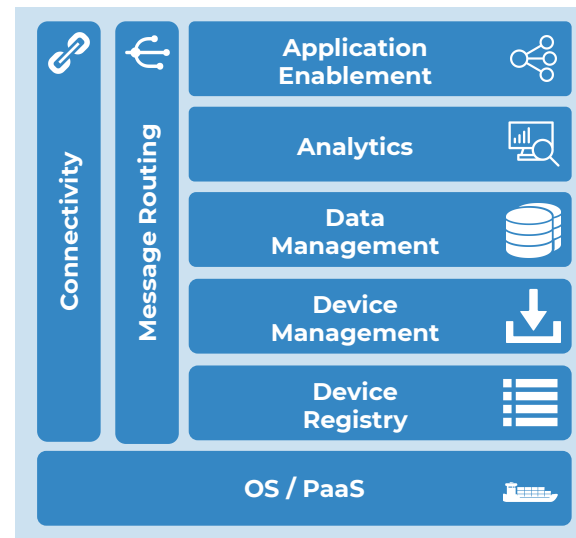 Connectivity
Message Routing
Application
Enablement
Analytics
Data
Management
Device
Management
Device
Registry
OS / PaaS